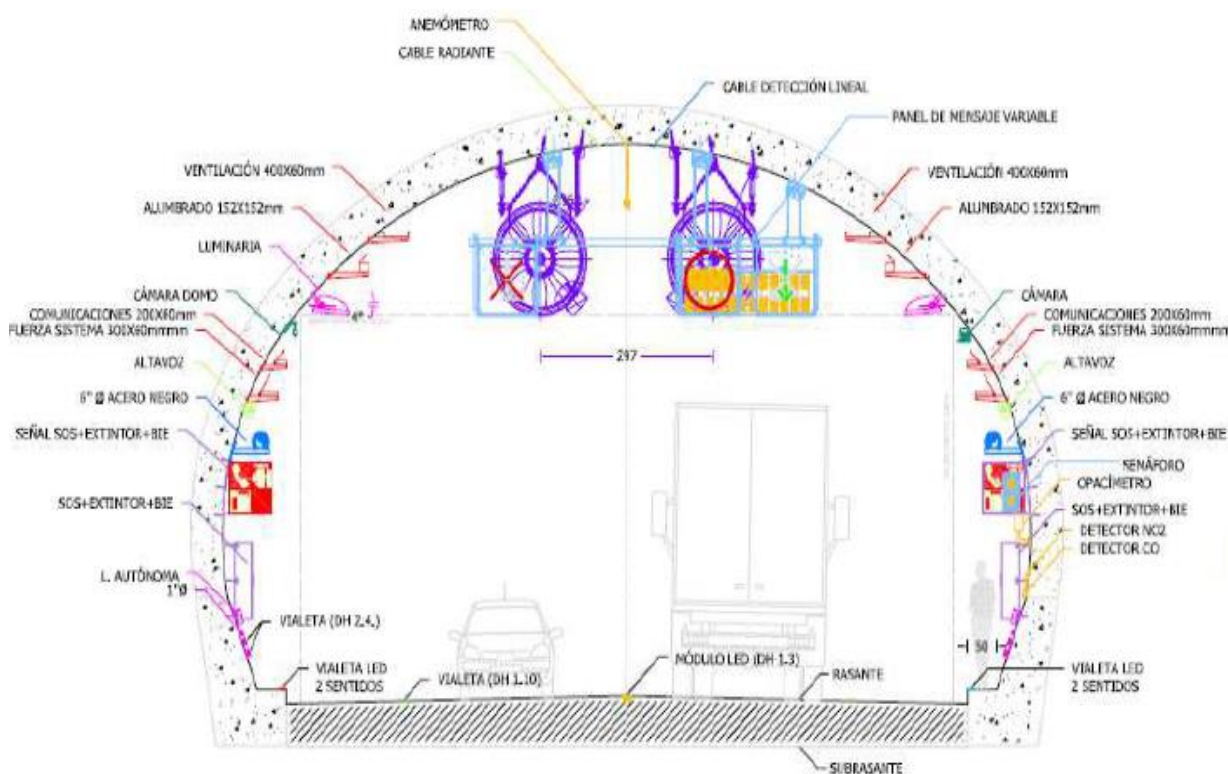 ANEMÓMETRO
CABLE RADIANTE
CABLE DETECCIÓN LINEAL
PANEL DE MENSAJE VARIABLE
VENTILACIÓN 400X60mm
VENTILACIÓN 400X60mm
ALUMBRADO 152X152mm
ALUNBRADO 152X152mm
LUMINARIA
CÁMARA DOMO
CÁMARA
COMUNICACIONES 200X60mm
COMUNICACIONES 200X60mm
FUERZA SISTEMA 300X60mmmm
FUERZA SISTEMA 300X60mmmm
297
ALTAVOZ
ALTAVOZ
6" Ø ACERO NEGRO
6" Ø ACERO NEGRO
SEÑAL SOS+EXTINTOR+BIE
SEÑAL SOS+EXTINTOR+BIE
SENÁFORO
OPACÍMETRO
SOS+EXTINTOR+BIE
SOS+EXTINTOR+BIE
DETECTOR NO2
DETECTOR CO
L. AUTÓNOMA
1"Ø
VIALETA (DH 2.4.)
50
VIALETA LED
2 SENTIDOS
VIALETA (DH 1.10)
MÓDULO LED (DH 1.3)
RASANTE
VIALETA LED
2 SENTIDOS
SUBRASANTE